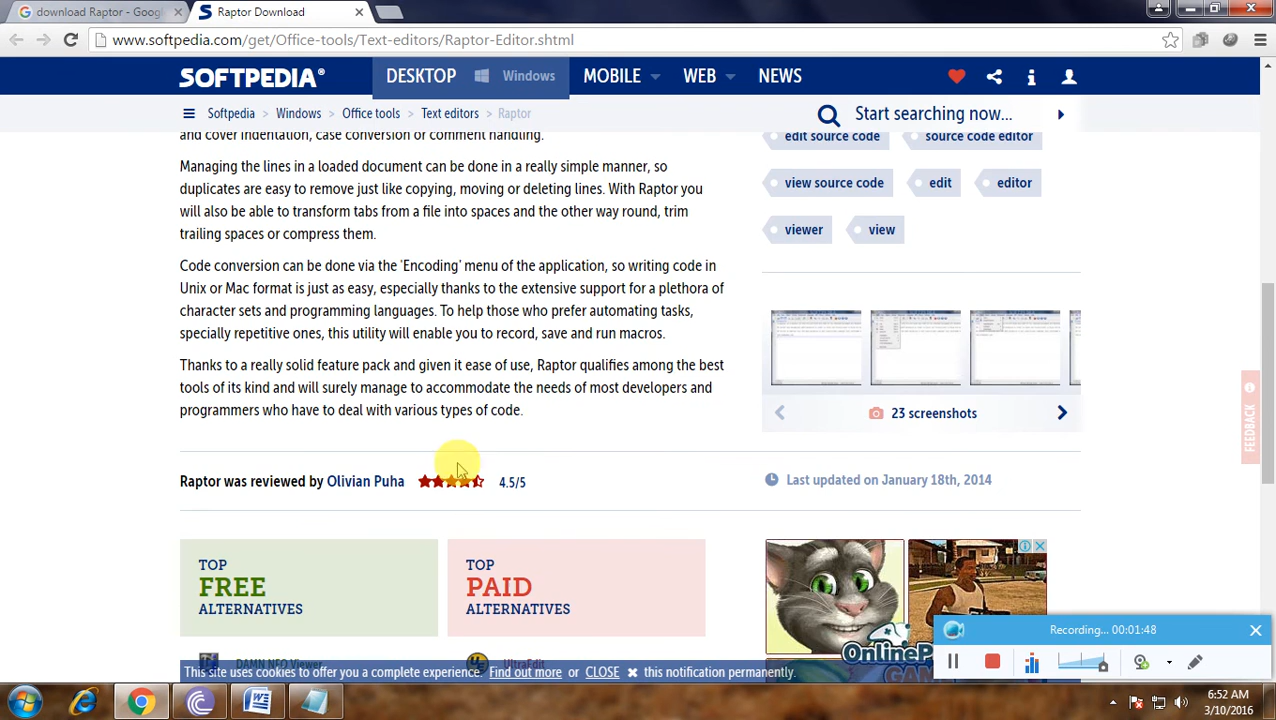 download Raptor - Goog
Raptor Download
www.softpedia.com/get/Office-tools/Text-editors/Raptor-Editor.shtml
SOFTPEDIA®
DESKTOP
Windows
MOBILE
WEB
NEWS
Softpedia > Windows > Office tools > Text editors > Raptor
Start searching now...
and cover indentation, case conversion or comment handling.
Managing the lines in a loaded document can be done in a really simple manner, so
duplicates are easy to remove just like copying, moving or deleting lines. With Raptor you
will also be able to transform tabs from a file into spaces and the other way round, trim
trailing spaces or compress them.
Code conversion can be done via the 'Encoding' menu of the application, so writing code in
Unix or Mac format is just as easy, especially thanks to the extensive support for a plethora of
character sets and programming languages. To help those who prefer automating tasks,
specially repetitive ones, this utility will enable you to record, save and run macros.
Thanks to a really solid feature pack and given it ease of use, Raptor qualifies among the best
tools of its kind and will surely manage to accommodate the needs of most developers and
programmers who have to deal with various types of code.
Raptor was reviewed by Olivian Puha
4.5/5
edit source code
source code editor
view source code
edit
editor
viewer
view
23 screenshots
Last updated on January 18th, 2014
FEEDBACK
TOP
FREE
ALTERNATIVES
TOP
PAID
ALTERNATIVES
DAMN NFO Viewer
UltraEdit
This site uses cookies to offer you a complete experience. Find out more or CLOSE ✖ this notification permanently.
Recording... 00:01:48
6:52 AM
3/10/2016